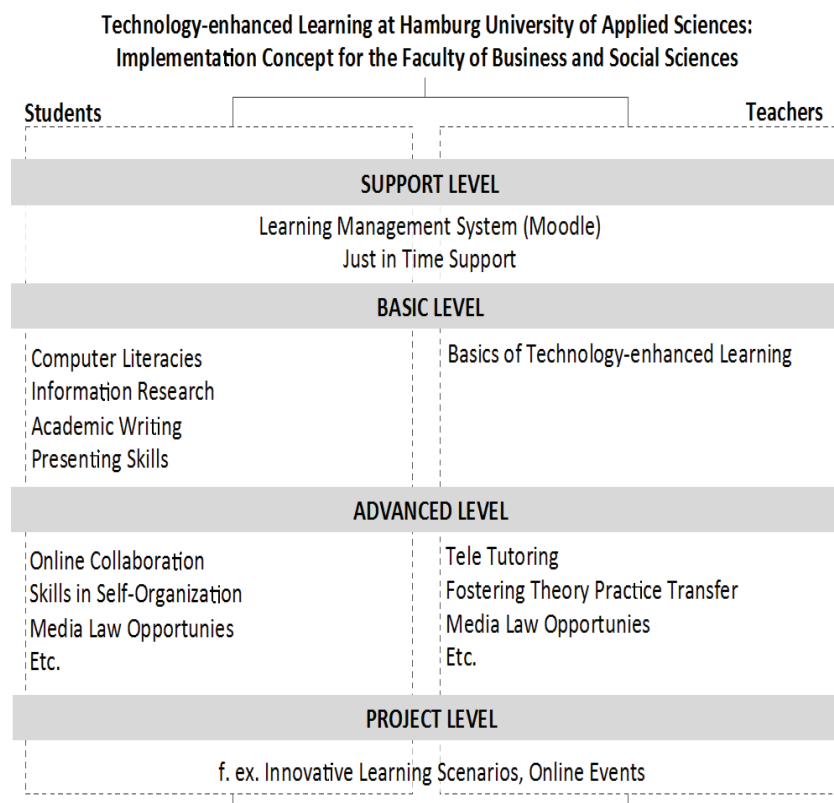 Technology-enhanced Learning at Hamburg University of Applied Sciences:
Implementation Concept for the Faculty of Business and Social Sciences
Students
Teachers
SUPPORT LEVEL
Learning Management System (Moodle)
Just in Time Support
BASIC LEVEL
Computer Literacies
Information Research
Academic Writing
Presenting Skills
Basics of Technology-enhanced Learning
ADVANCED LEVEL
Online Collaboration
Skills in Self-Organization
Media Law Opportunies
Etc.
Tele Tutoring
Fostering Theory Practice Transfer
Media Law Opportunies
Etc.
PROJECT LEVEL
f. ex. Innovative Learning Scenarios, Online Events